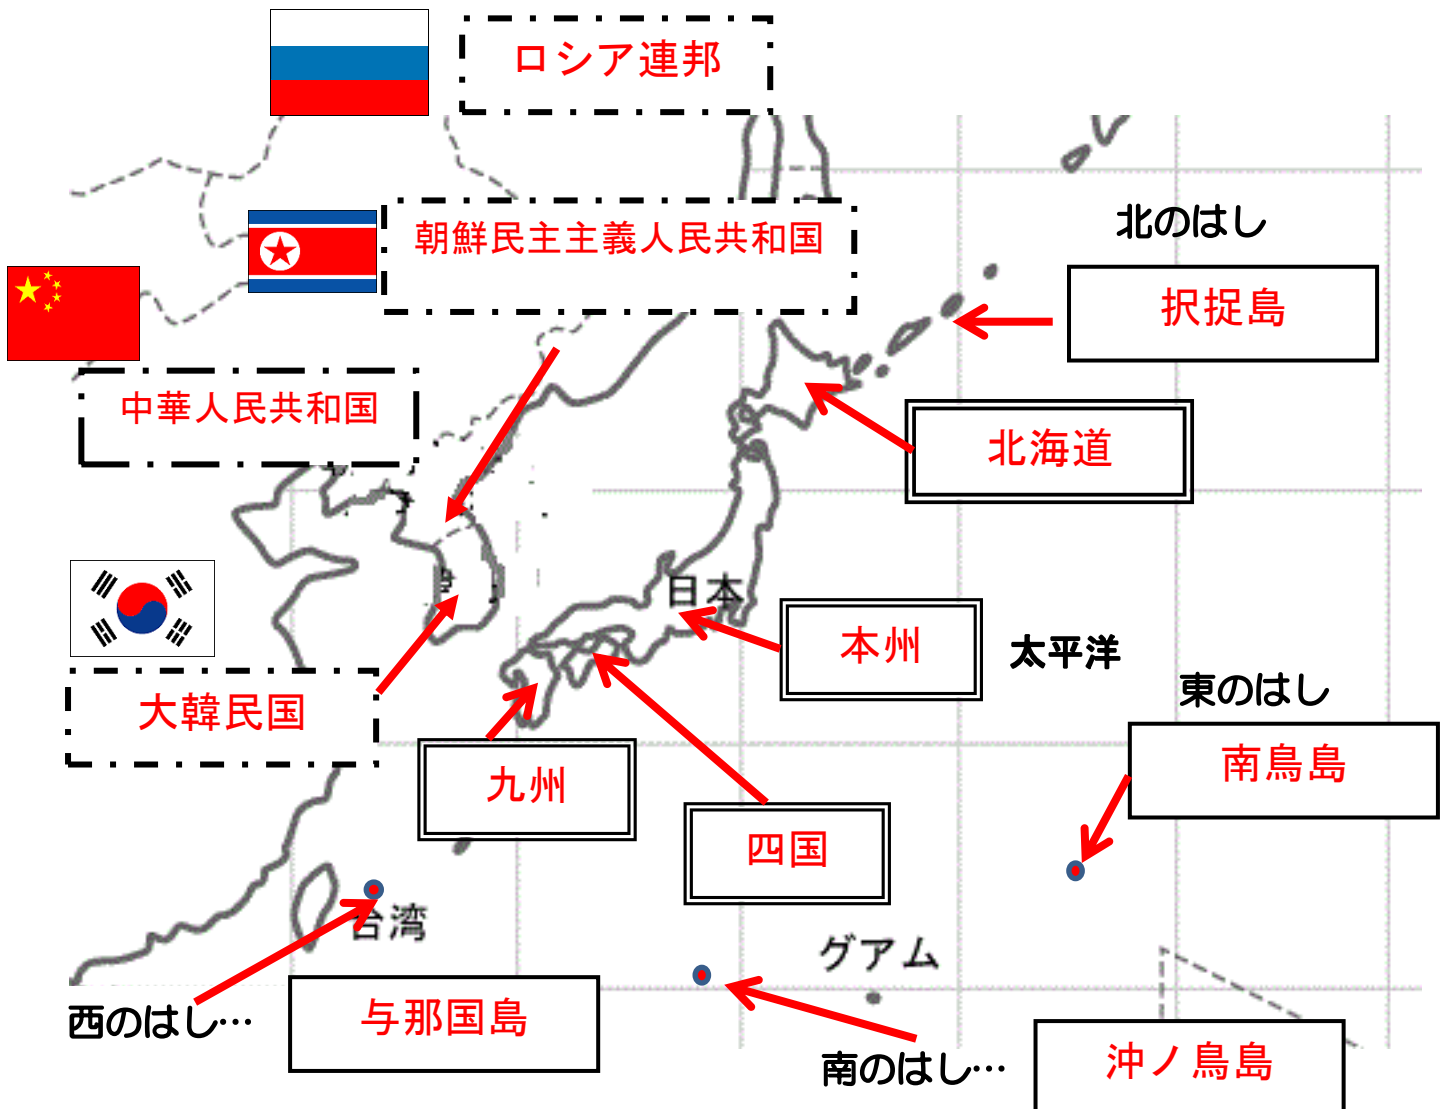 ロシア連邦
朝鮮民主主義人民共和国
北のはし
択捉島
中華人民共和国
北海道
日本
本州
太平洋
大韓民国
東のはし
南鳥島
九州
四国
台湾
グアム
西のはし…
与那国島
南のはし…
沖ノ鳥島